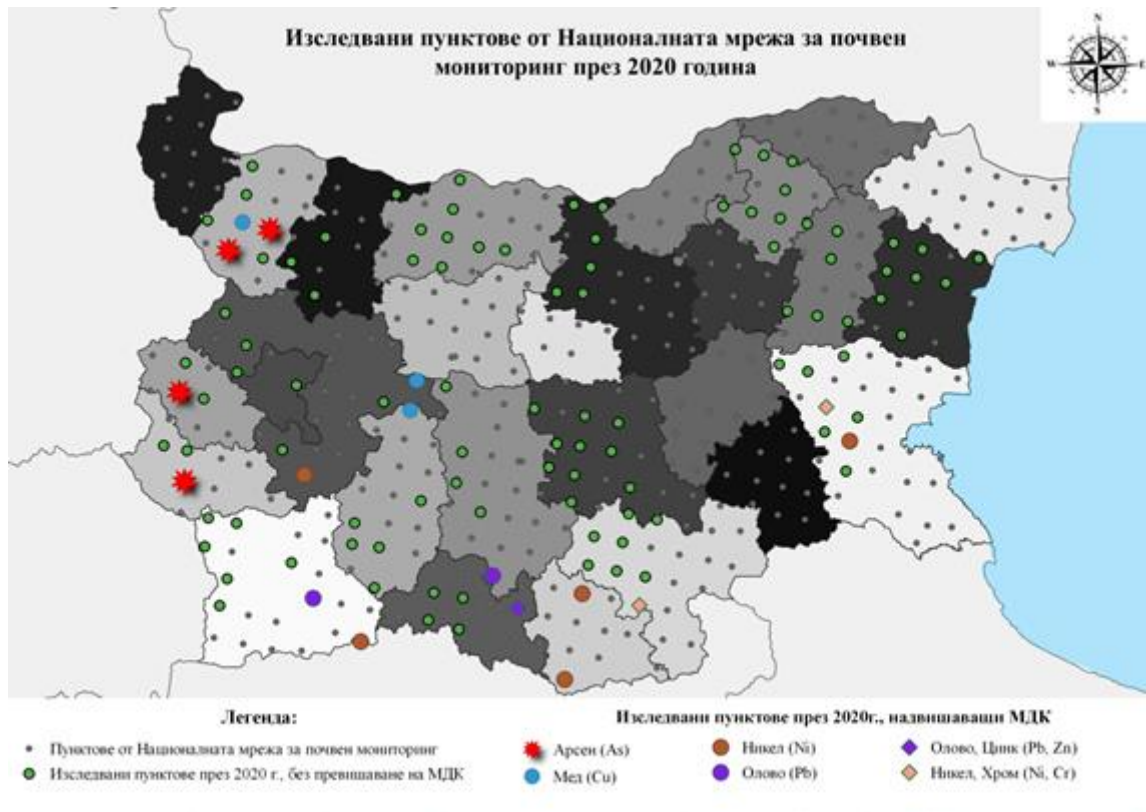 Изследвани пунктове от Националната мрежа за почвен
мониторинг през 2020 година
N
W
E
S
Легенда:
Пунктове от Националната мрежа за почвен мониторинг
Изследвани пунктове през 2020 г., без превишаване на МДК
Изследвани пунктове през 2020г., надвишаващи МДК
Арсен (As)
Мед (Cu)
Никел (Ni)
Олово (Pb)
Олово, Цинк (Pb, Zn)
Никел, Хром (Ni, Cr)